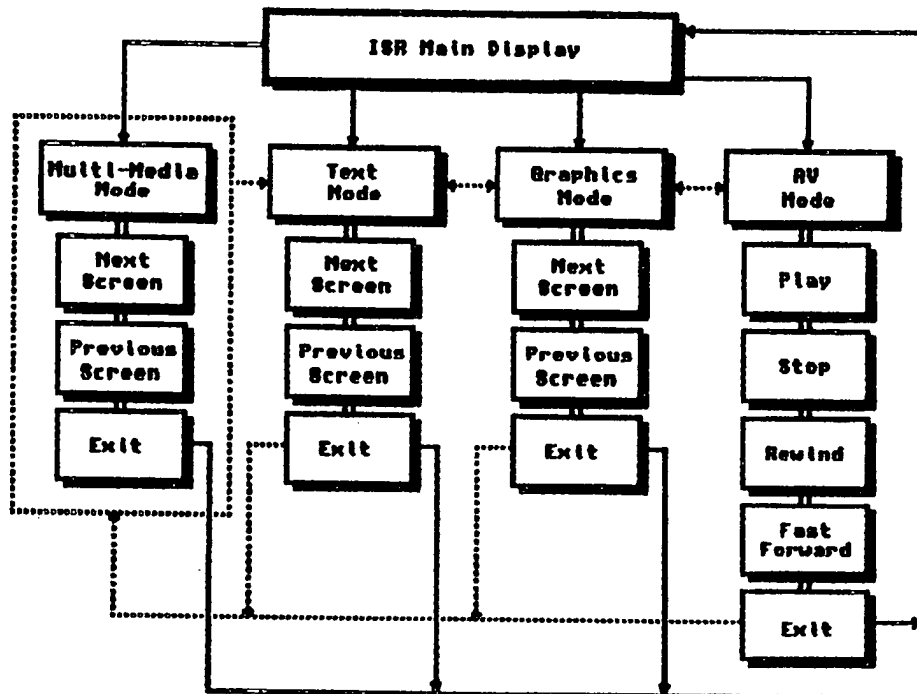 ISR Main Display
Multi-Media
Mode
Next
Screen
Previous
Screen
Exit
Text
Mode
Next
Screen
Previous
Screen
Exit
Graphics
Mode
Next
Screen
Previous
Screen
Exit
AV
Mode
Play
Stop
Rewind
Fast
Forward
Exit